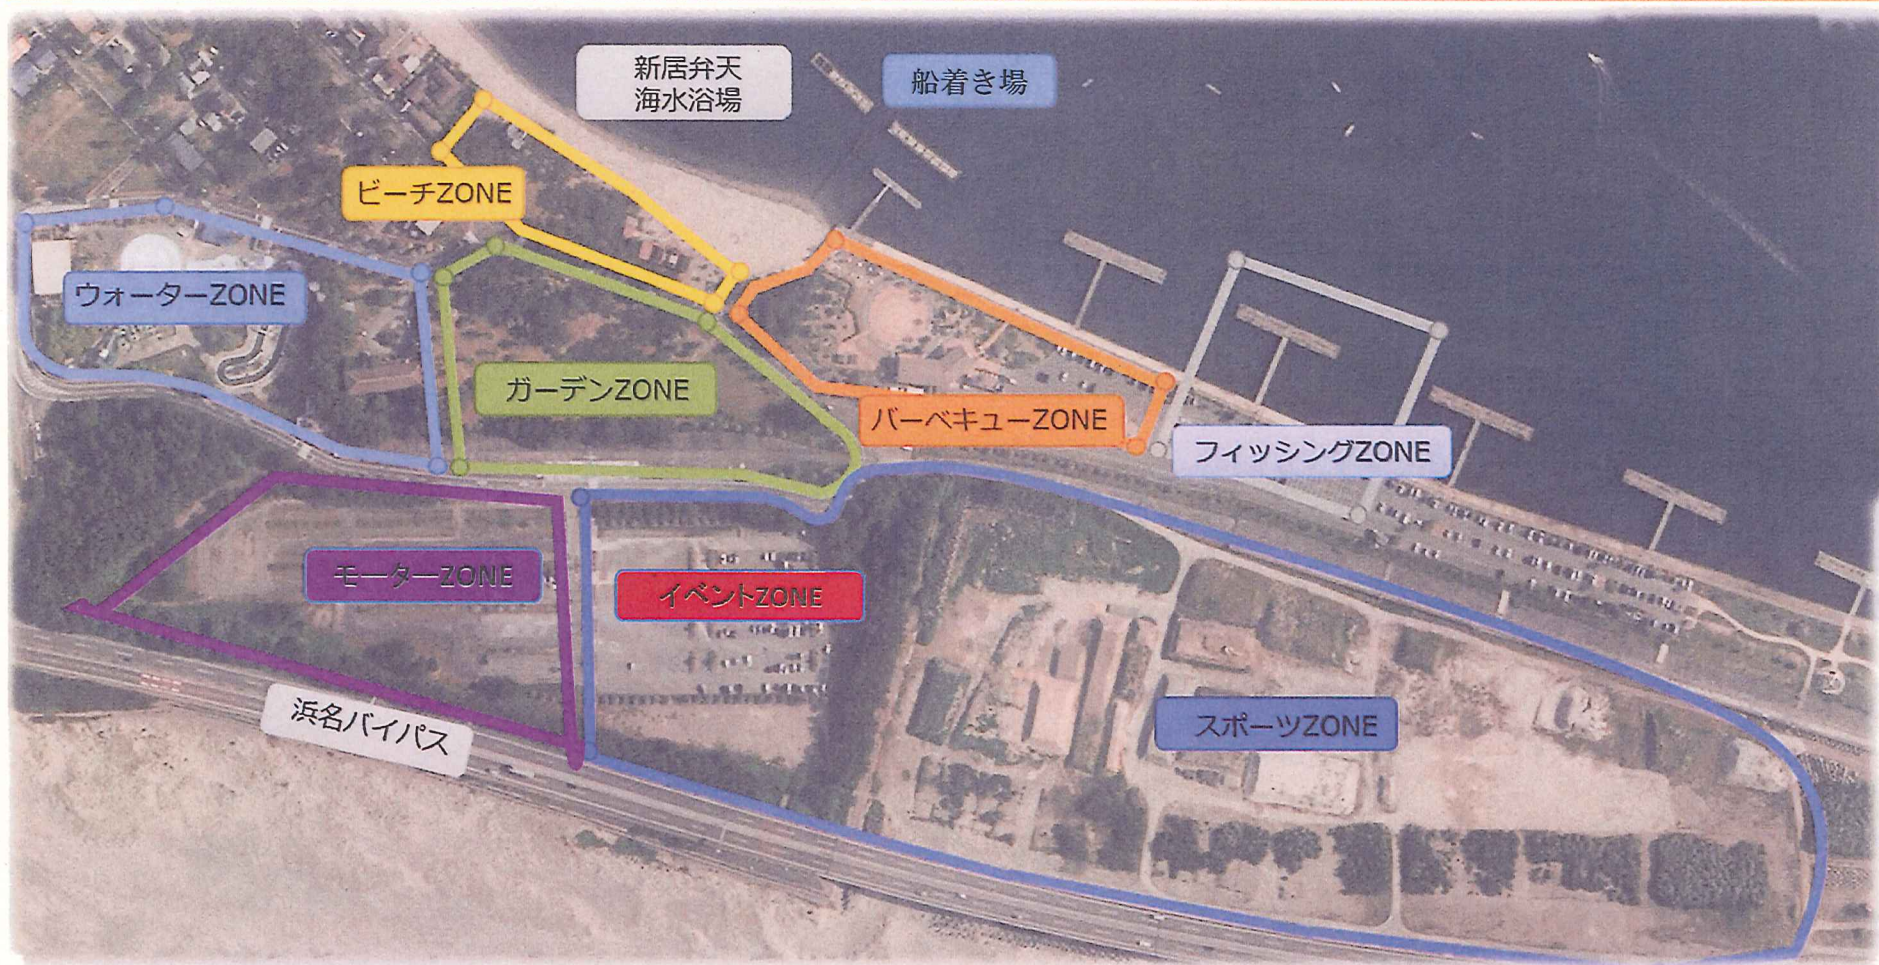 新居弁天
海水浴場
船着き場
ビーチZONE
ウォーターZONE
ガーデンZONE
バーベキューZONE
フィッシングZONE
モーターZONE
イベントZONE
スポーツZONE
浜名バイパス